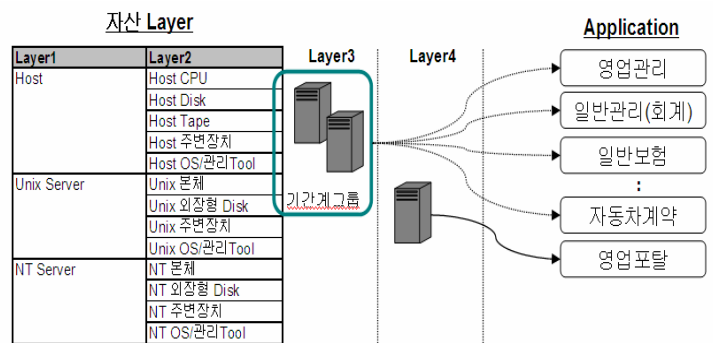 자산 Layer
Application
Layer1 Layer2 Layer3 Layer4
Host Host CPU
Host Disk
Host Tape
Host 주변장치
Host OS/관리Tool
Unix Server Unix 본체
Unix 외장형 Disk
Unix 주변장치
Unix OS/관리Tool
NT Server NT 본체
NT 외장형 Disk
NT 주변장치
NT OS/관리Tool
기간계그룹
영업관리
일반관리(회계)
일반보험
:
자동차계약
영업포탈